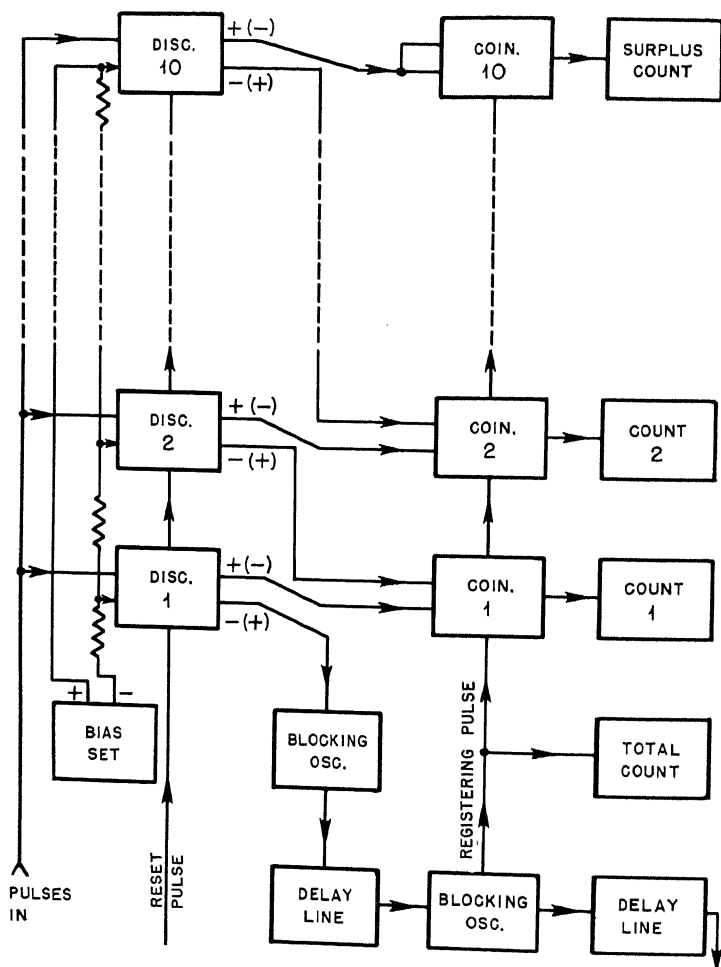 +(-)
DISC.
10
-(+)
COIN.
10
SURPLUS
COUNT
+(-)
DISC.
2
-(+)
COIN.
2
COUNT
2
+(-)
DISC.
1
-(+)
COIN.
1
COUNT
1
+ -
BIAS
SET
BLOCKING
OSC.
REGISTERING PULSE
TOTAL
COUNT
PULSES
IN
RESET
PULSE
DELAY
LINE
BLOCKING
OSC.
DELAY
LINE